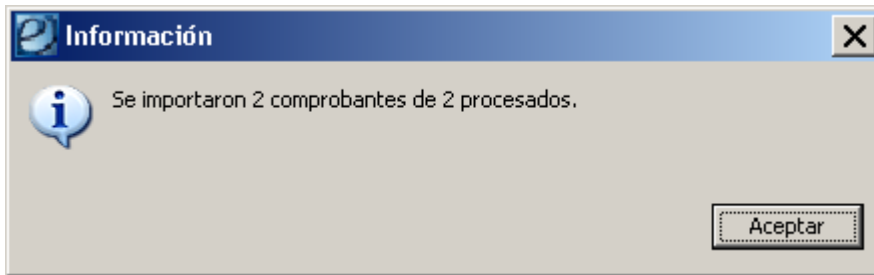 Información
Se importaron 2 comprobantes de 2 procesados.
Aceptar